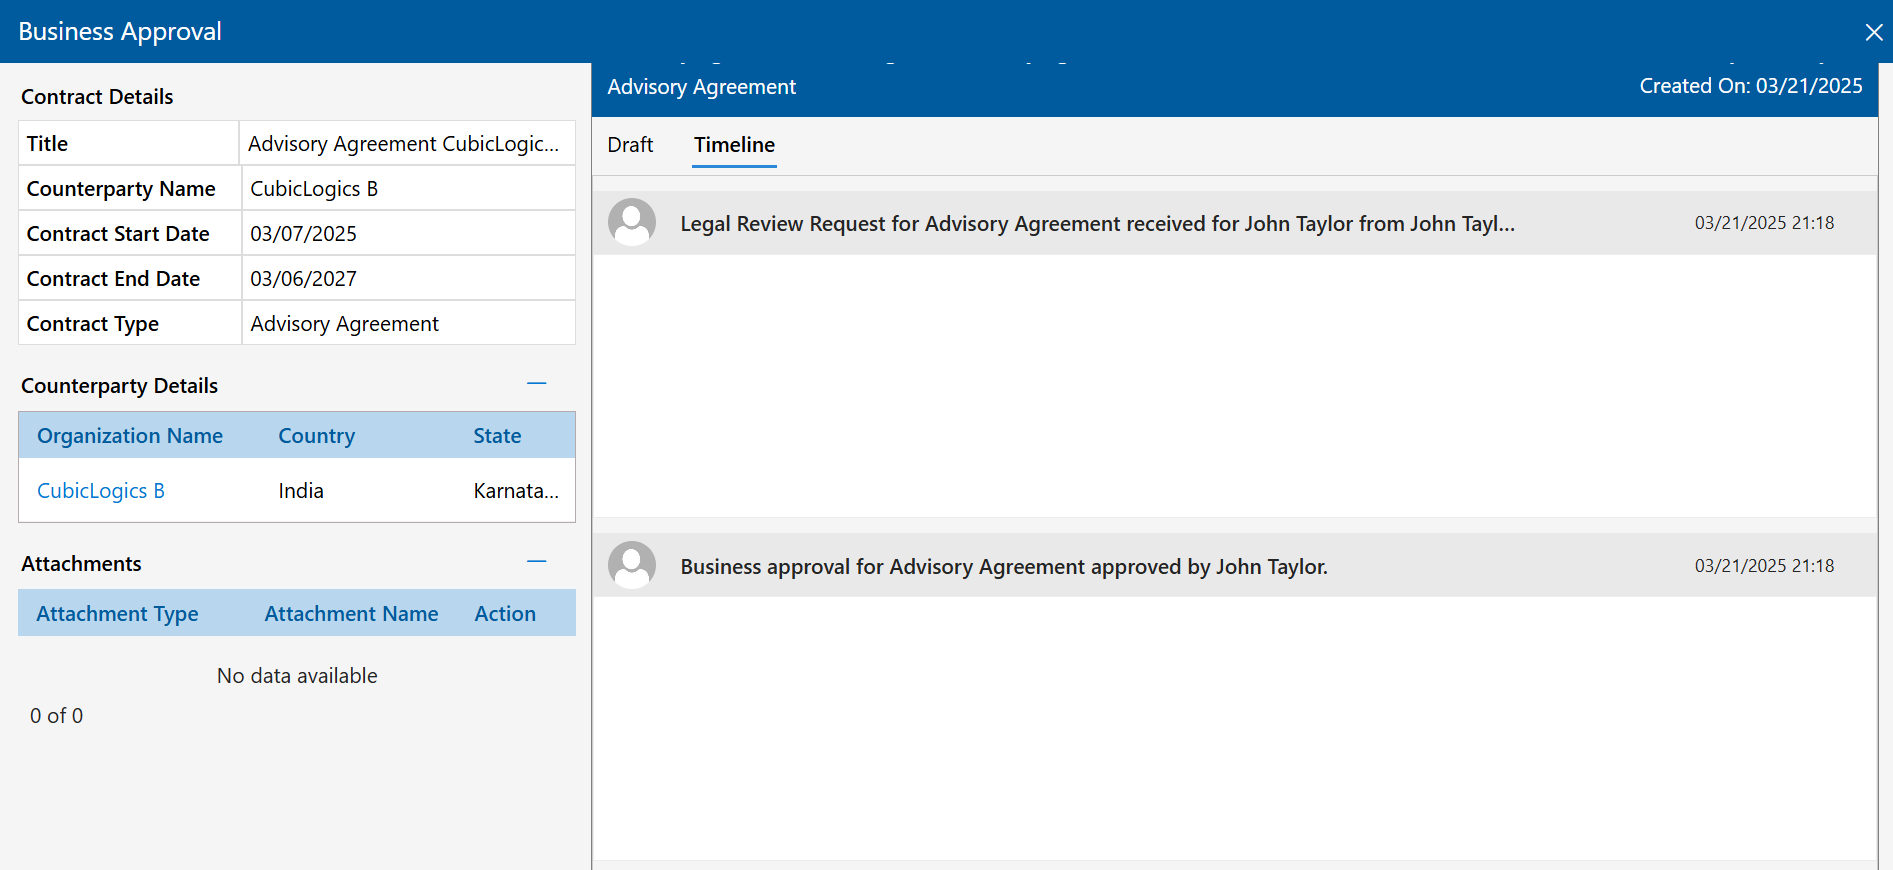 Business Approval
Contract Details
Title Advisory Agreement CubicLogic...
Counterparty Name CubicLogics B
Contract Start Date 03/07/2025
Contract End Date 03/06/2027
Contract Type Advisory Agreement
Counterparty Details
Organization Name Country State
CubicLogics B India Karnata...
Attachments
Attachment Type Attachment Name Action
No data available
0 of 0
Advisory Agreement Created On: 03/21/2025
Draft Timeline
Legal Review Request for Advisory Agreement received for John Taylor from John Tayl... 03/21/2025 21:18
Business approval for Advisory Agreement approved by John Taylor. 03/21/2025 21:18